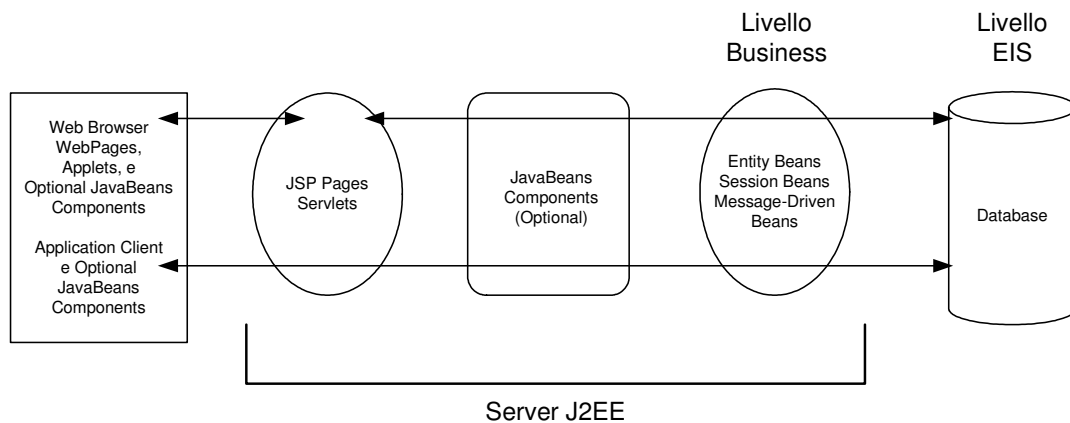 Livello
Business
Livello
EIS
Web Browser
WebPages,
Applets, e
Optional JavaBeans
Components
Application Client
e Optional
JavaBeans
Components
JSP Pages
Servlets
JavaBeans
Components
(Optional)
Entity Beans
Session Beans
Message-Driven
Beans
Database
Server J2EE